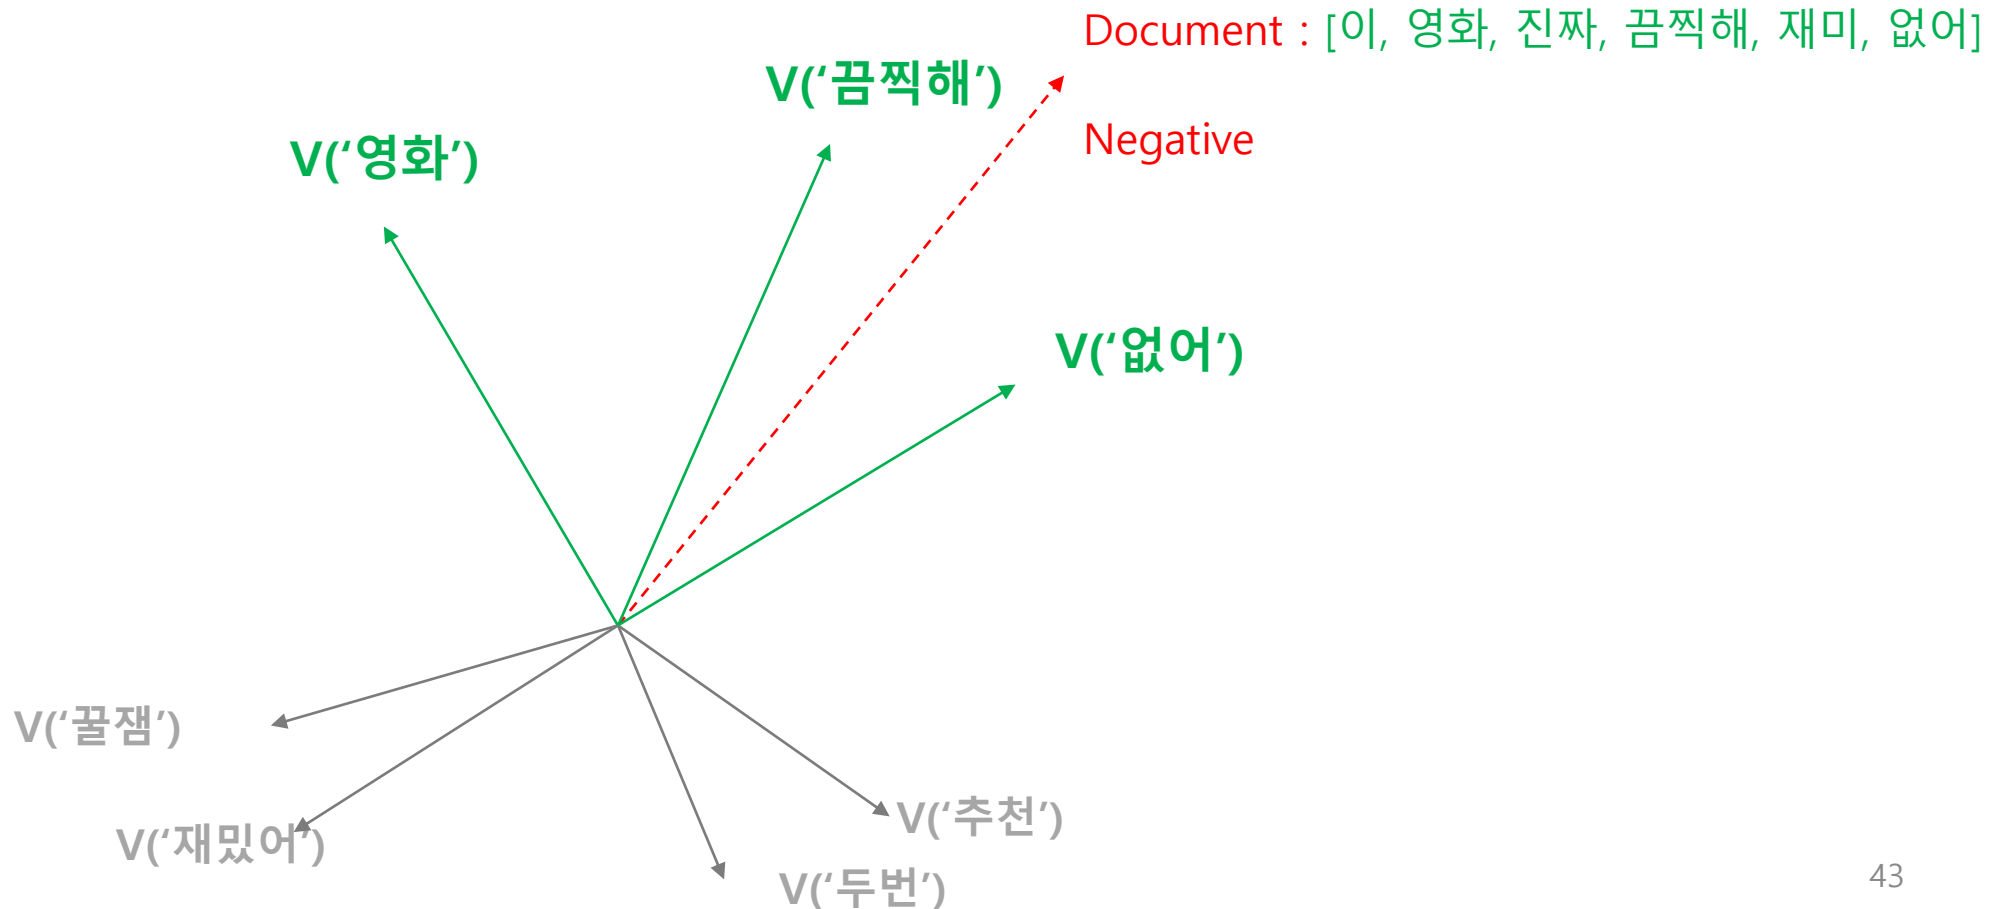 Document : [이, 영화, 진짜, 끔찍해, 재미, 없어]
V(‘끔찍해’)
Negative
V(‘영화’)
V(‘없어’)
V(‘꿀잼’)
V(‘추천’)
V(‘재밌어’)
V(‘두번’)
43